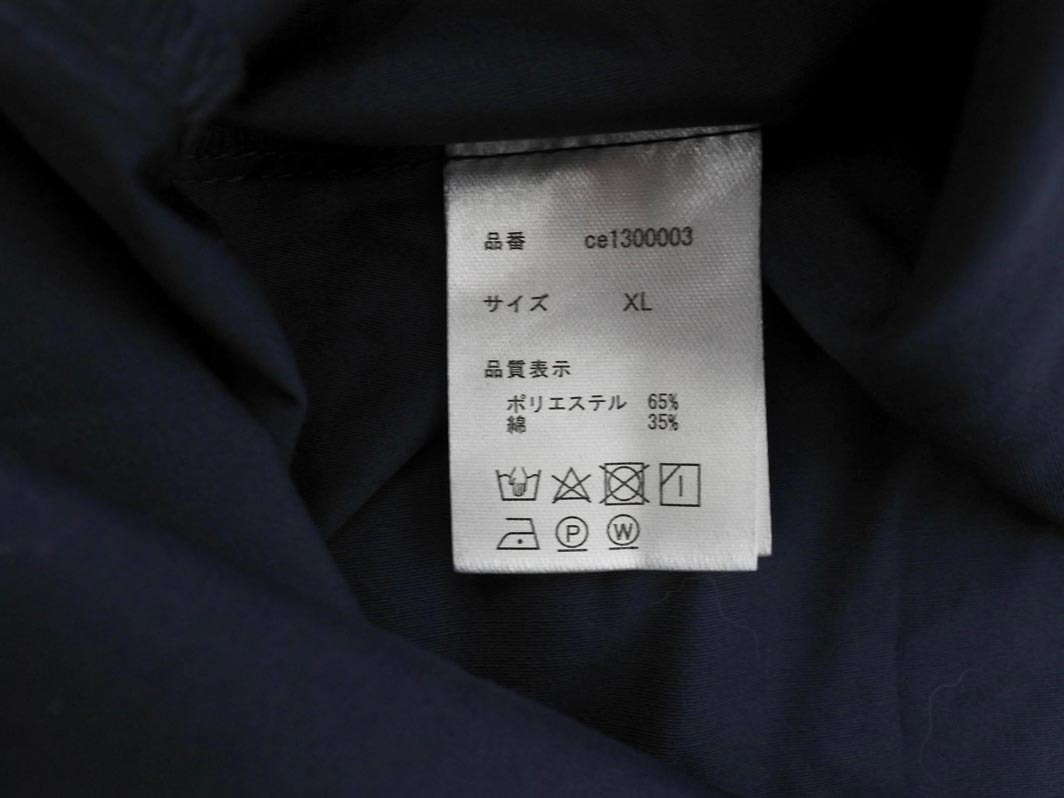 品番 ce1300003
サイズ XL
品質表示
ポリエステル 65%
綿 35%
P W